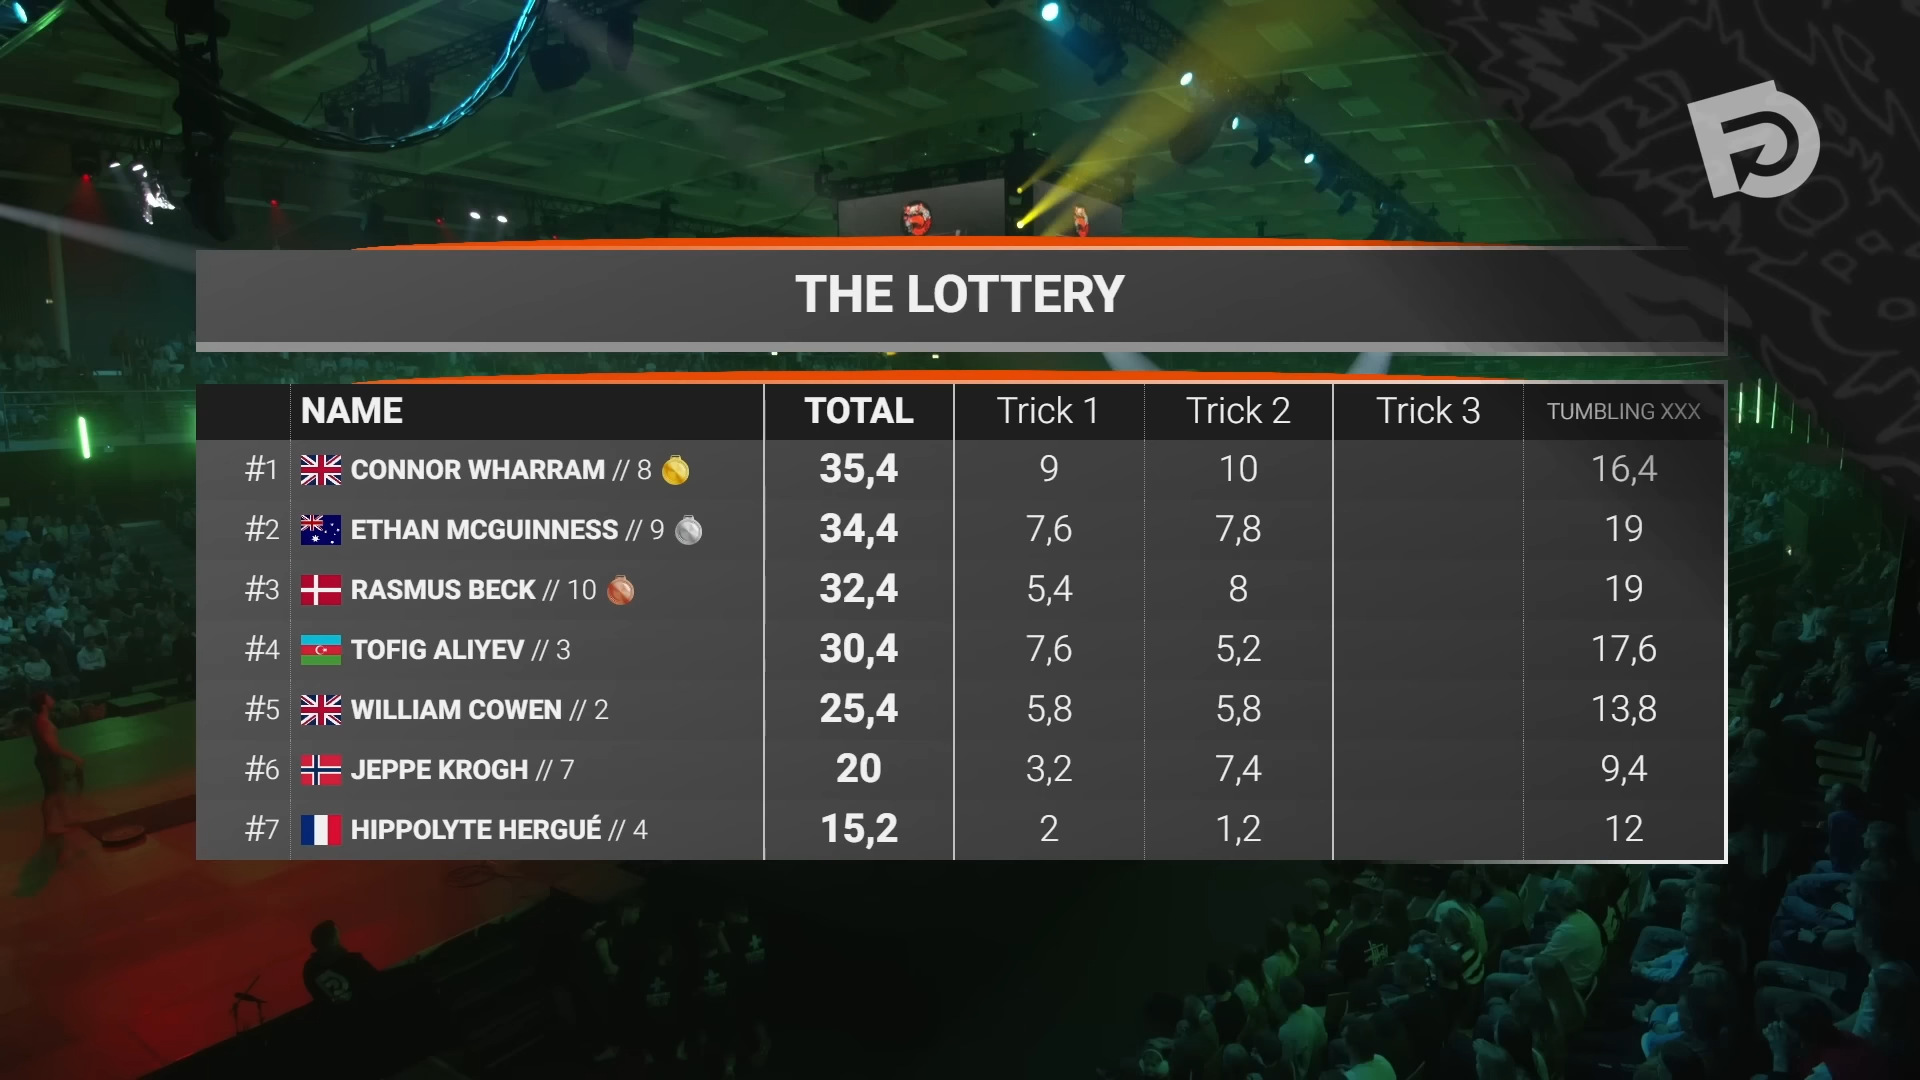 THE LOTTERY
NAME TOTAL Trick 1 Trick 2 Trick 3 TUMBLING XXX
#1 CONNOR WHARRAM // 8 35,4 9 10 16,4
#2 ETHAN MCGUINNESS // 9 34,4 7,6 7,8 19
#3 RASMUS BECK // 10 32,4 5,4 8 19
#4 TOFIG ALIYEV // 3 30,4 7,6 5,2 17,6
#5 WILLIAM COWEN // 2 25,4 5,8 5,8 13,8
#6 JEPPE KROGH // 7 20 3,2 7,4 9,4
#7 HIPPOLYTE HERGUÉ // 4 15,2 2 1,2 12